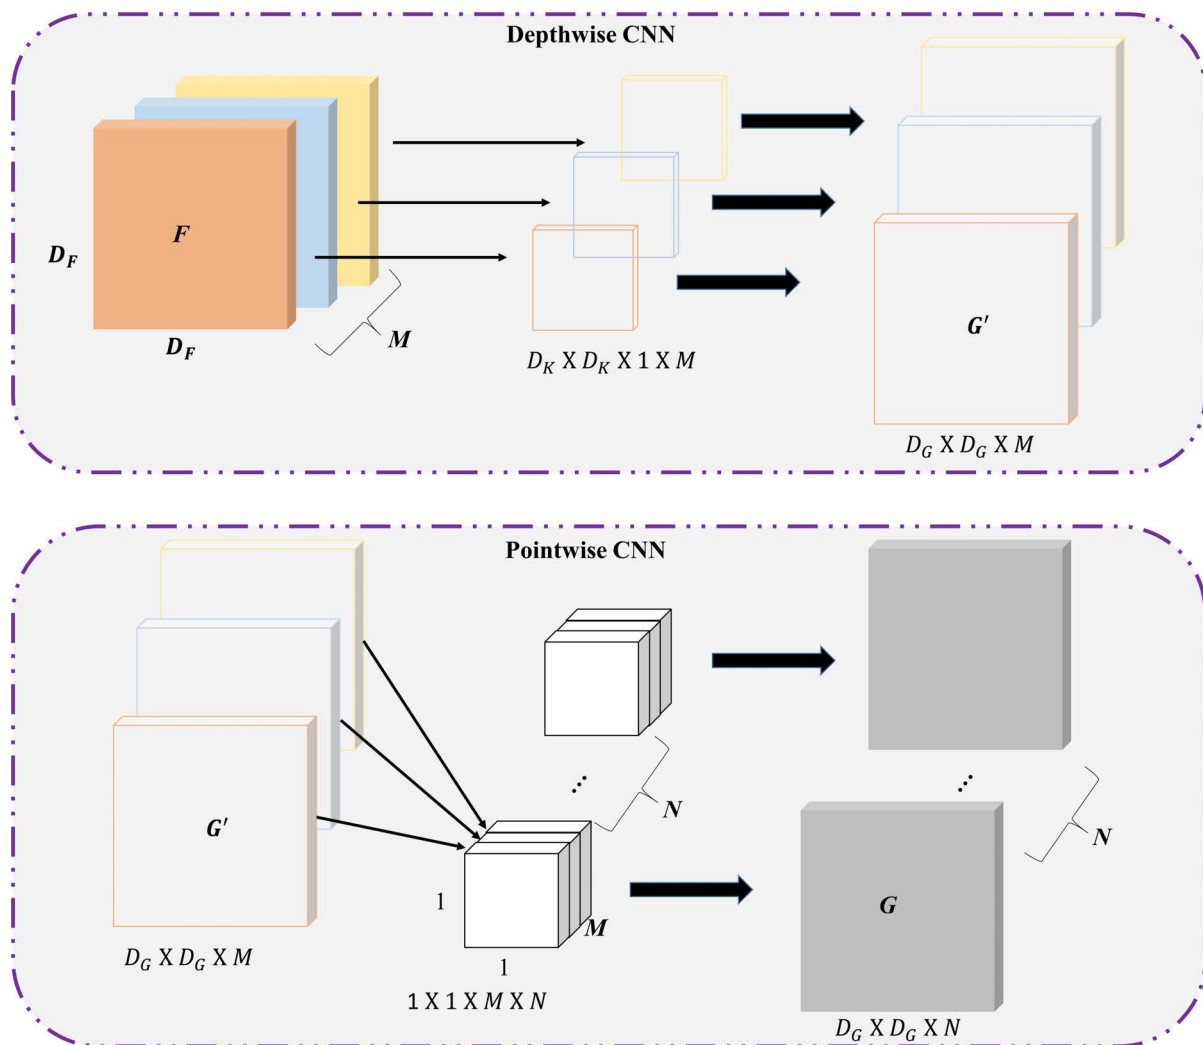 Depthwise CNN
F
D_F
D_F
M
D_K X D_K X 1 X M
G′
D_G X D_G X M
Pointwise CNN
G′
D_G X D_G X M
1
1
M
1 X 1 X M X N
...
N
G
...
N
D_G X D_G X N